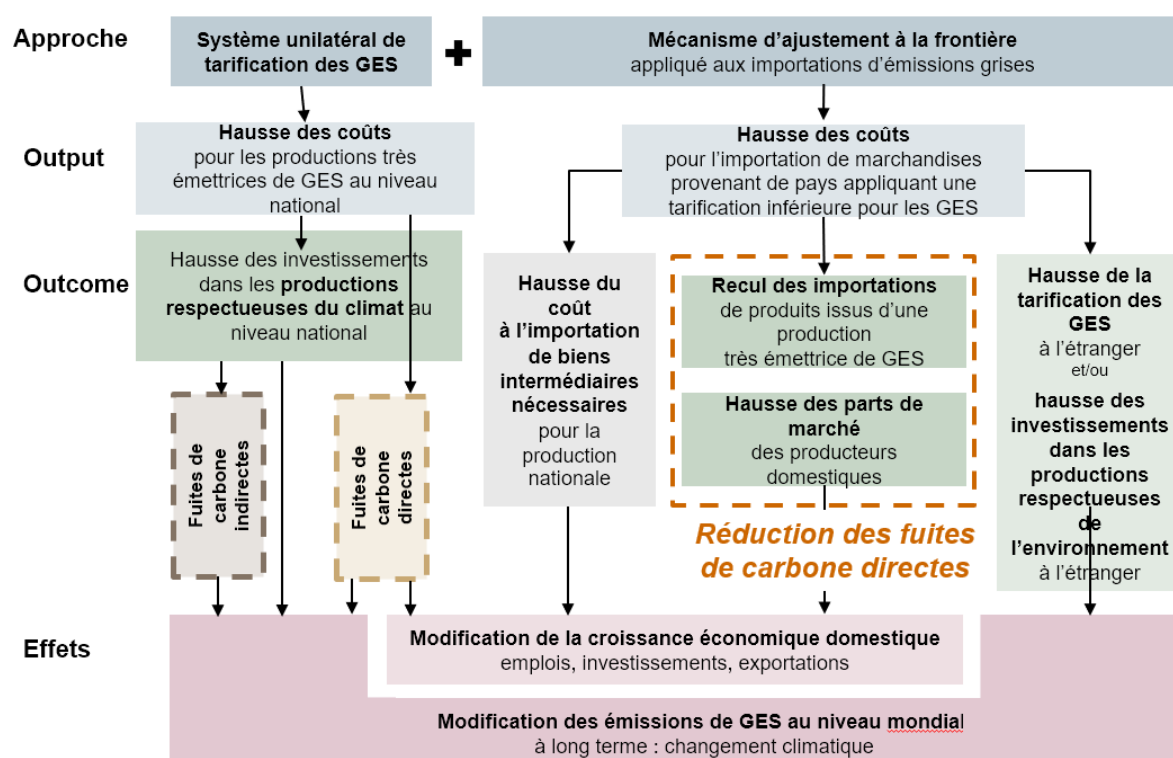 Approche
Système unilatéral de
tarification des GES
+
Mécanisme d'ajustement à la frontière
appliqué aux importations d'émissions grises
Output
Hausse des coûts
pour les productions très
émettrices de GES au niveau
national
Hausse des coûts
pour l'importation de marchandises
provenant de pays appliquant une
tarification inférieure pour les GES
Outcome
Hausse des investissements
dans les productions
respectueuses du climat au
niveau national
Hausse du
coût
à l'importation
de biens
intermédiaires
nécessaires
pour la
production
nationale
Recul des importations
de produits issus d'une
production
très émettrice de GES
Hausse des parts de
marché
des producteurs
domestiques
Hausse de la
tarification des
GES
à l'étranger
et/ou
hausse des
investissements
dans les
productions
respectueuses
de
l'environnement
à l'étranger
Fuites de
carbone
indirectes
Fuites de
carbone
directes
Réduction des fuites
de carbone directes
Effets
Modification de la croissance économique domestique
emplois, investissements, exportations
Modification des émissions de GES au niveau mondial
à long terme : changement climatique